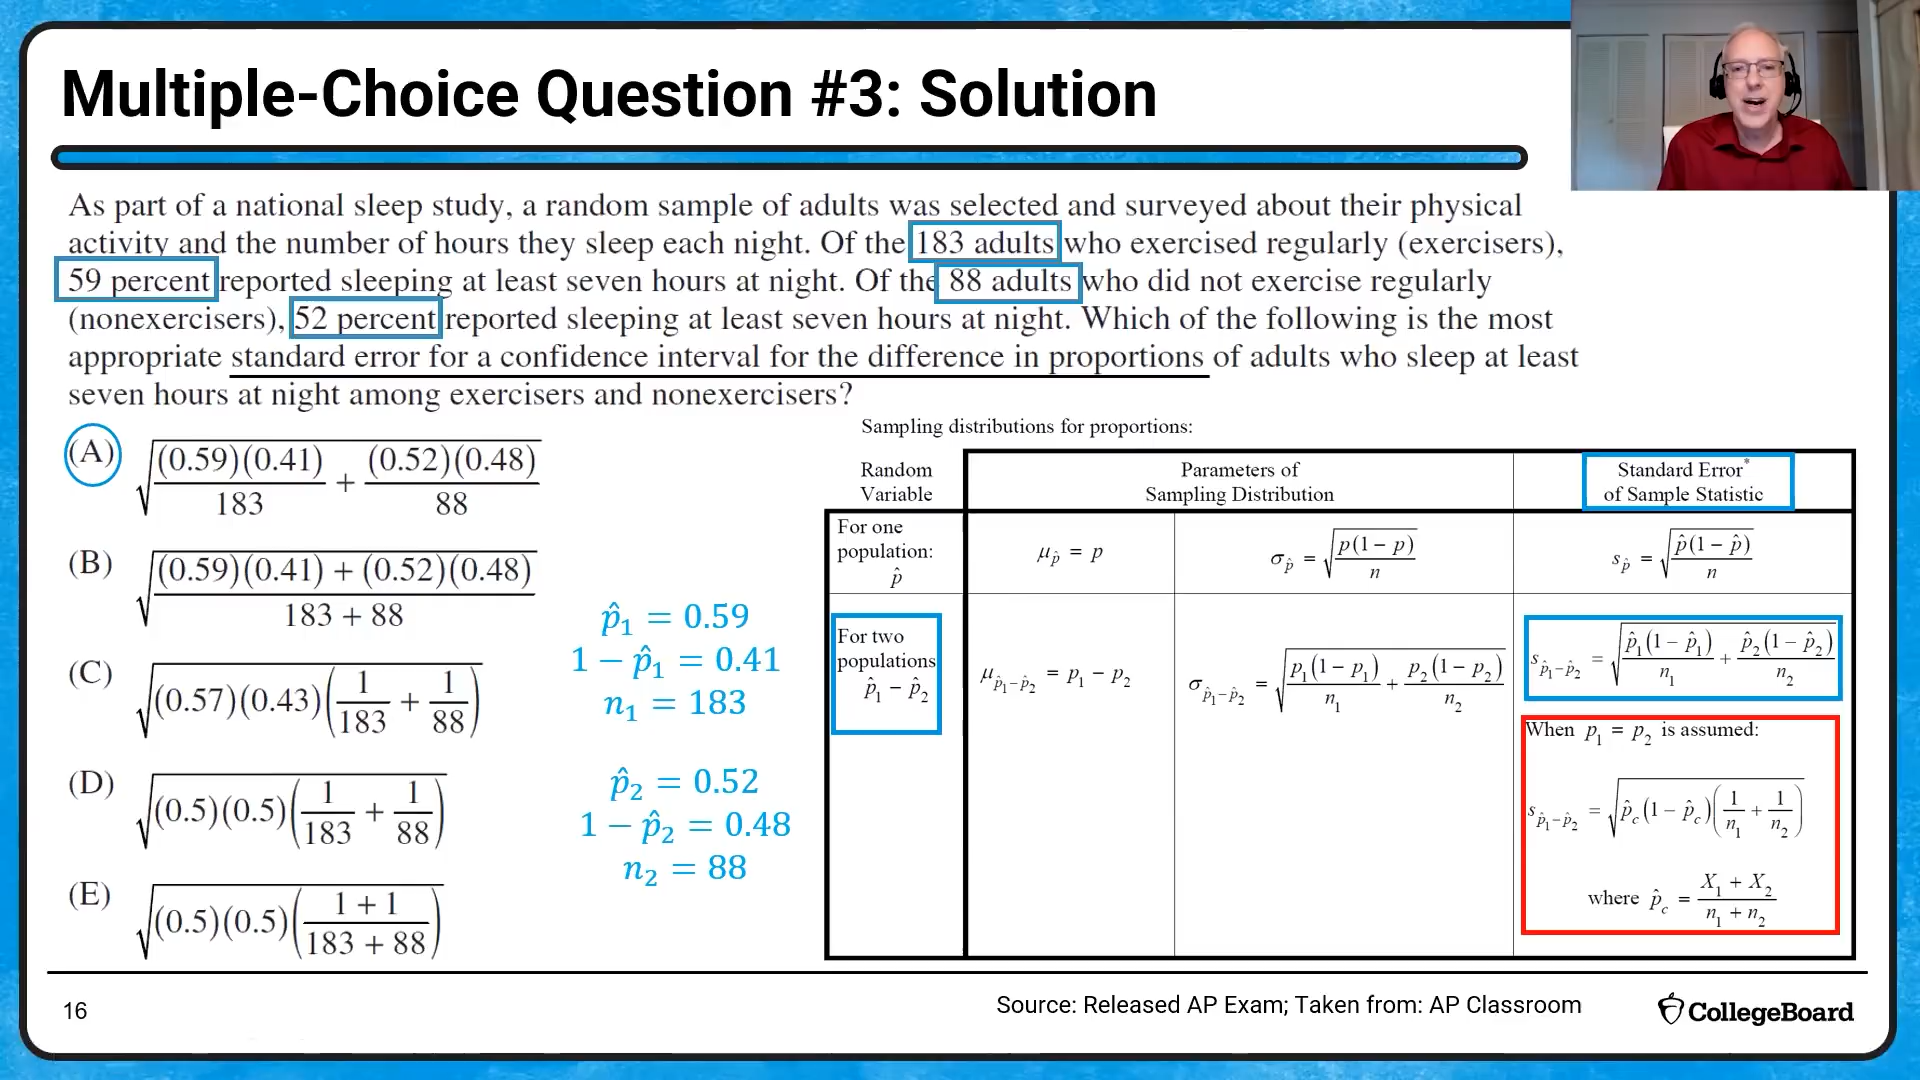 Multiple-Choice Question #3: Solution
As part of a national sleep study, a random sample of adults was selected and surveyed about their physical
activity and the number of hours they sleep each night. Of the 183 adults who exercised regularly (exercisers),
59 percent reported sleeping at least seven hours at night. Of the 88 adults who did not exercise regularly
(nonexercisers), 52 percent reported sleeping at least seven hours at night. Which of the following is the most
appropriate standard error for a confidence interval for the difference in proportions of adults who sleep at least
seven hours at night among exercisers and nonexercisers?
(A) √((0.59)(0.41)/183 + (0.52)(0.48)/88)
(B) √(((0.59)(0.41) + (0.52)(0.48))/(183 + 88))
(C) √((0.57)(0.43)(1/183 + 1/88))
(D) √((0.5)(0.5)(1/183 + 1/88))
(E) √((0.5)(0.5)((1 + 1)/(183 + 88)))
p̂₁ = 0.59
1 − p̂₁ = 0.41
n₁ = 183
p̂₂ = 0.52
1 − p̂₂ = 0.48
n₂ = 88
Sampling distributions for proportions:
Random
Variable
Parameters of
Sampling Distribution
Standard Error*
of Sample Statistic
For one
population:
p̂
μ_p̂ = p
σ_p̂ = √(p(1 − p)/n)
s_p̂ = √(p̂(1 − p̂)/n)
For two
populations
p̂₁ − p̂₂
μ_p̂₁−p̂₂ = p₁ − p₂
σ_p̂₁−p̂₂ = √(p₁(1 − p₁)/n₁ + p₂(1 − p₂)/n₂)
s_p̂₁−p̂₂ = √(p̂₁(1 − p̂₁)/n₁ + p̂₂(1 − p̂₂)/n₂)
When p₁ = p₂ is assumed:
s_p̂₁−p̂₂ = √(p̂_c(1 − p̂_c)(1/n₁ + 1/n₂))
where p̂_c = (X₁ + X₂)/(n₁ + n₂)
16
Source: Released AP Exam; Taken from: AP Classroom
CollegeBoard